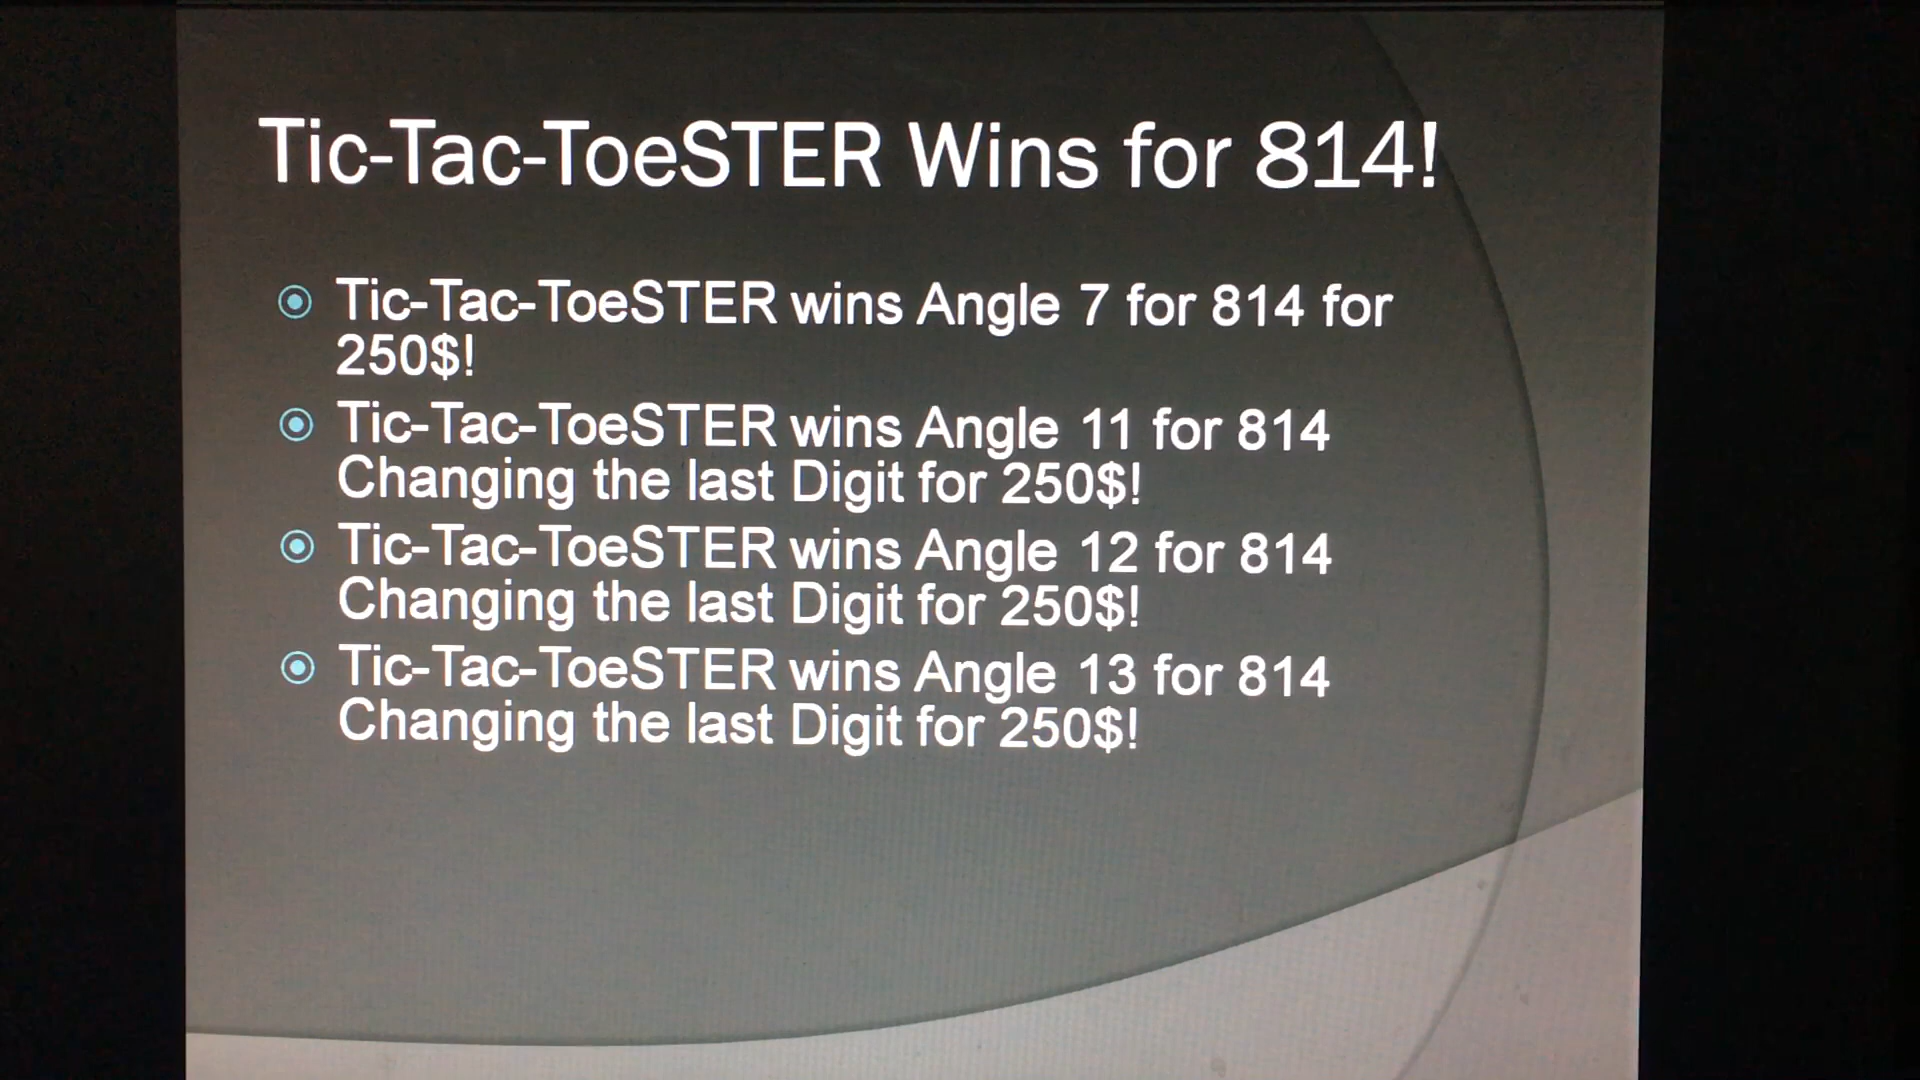 Tic-Tac-ToeSTER Wins for 814!
Tic-Tac-ToeSTER wins Angle 7 for 814 for
250$!
Tic-Tac-ToeSTER wins Angle 11 for 814
Changing the last Digit for 250$!
Tic-Tac-ToeSTER wins Angle 12 for 814
Changing the last Digit for 250$!
Tic-Tac-ToeSTER wins Angle 13 for 814
Changing the last Digit for 250$!